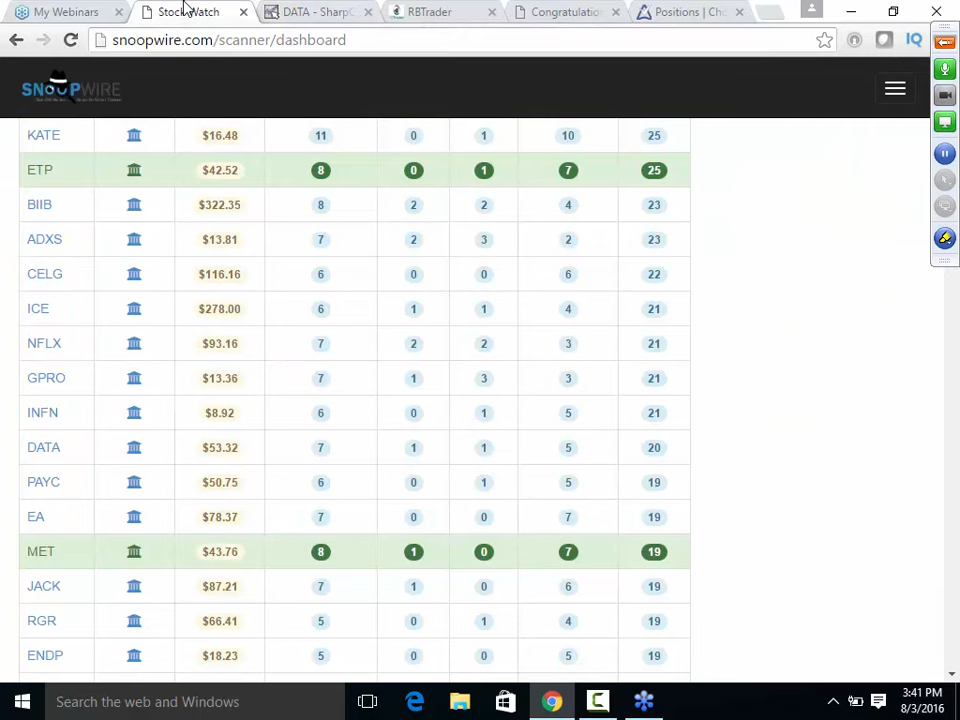 My Webinars
StockWatch
DATA - SharpC
RBTrader
Congratulation
Positions | Cho
snoopwire.com/scanner/dashboard
IQ
SNOOPWIRE
KATE $16.48 11 0 1 10 25
ETP $42.52 8 0 1 7 25
BIIB $322.35 8 2 2 4 23
ADXS $13.81 7 2 3 2 23
CELG $116.16 6 0 0 6 22
ICE $278.00 6 1 1 4 21
NFLX $93.16 7 2 2 3 21
GPRO $13.36 7 1 3 3 21
INFN $8.92 6 0 1 5 21
DATA $53.32 7 1 1 5 20
PAYC $50.75 6 0 1 5 19
EA $78.37 7 0 0 7 19
MET $43.76 8 1 0 7 19
JACK $87.21 7 1 0 6 19
RGR $66.41 5 0 1 4 19
ENDP $18.23 5 0 0 5 19
Search the web and Windows
3:41 PM
8/3/2016